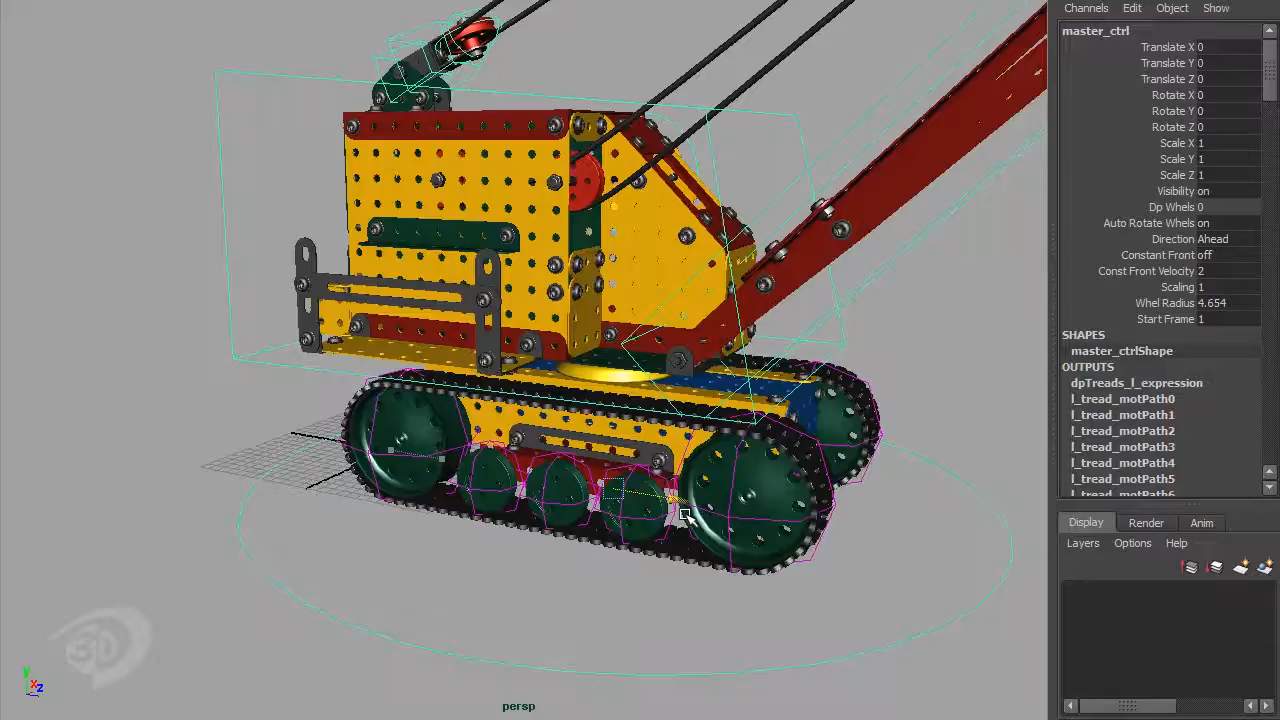 Channels Edit Object Show
master_ctrl
Translate X 0
Translate Y 0
Translate Z 0
Rotate X 0
Rotate Y 0
Rotate Z 0
Scale X 1
Scale Y 1
Scale Z 1
Visibility on
Dp Whels 0
Auto Rotate Whels on
Direction Ahead
Constant Front off
Const Front Velocity 2
Scaling 1
Whel Radius 4.654
Start Frame 1
SHAPES
master_ctrlShape
OUTPUTS
dpTreads_l_expression
l_tread_motPath0
l_tread_motPath1
l_tread_motPath2
l_tread_motPath3
l_tread_motPath4
l_tread_motPath5
l_tread_motPath6
Display Render Anim
Layers Options Help
3D
y
x z
persp